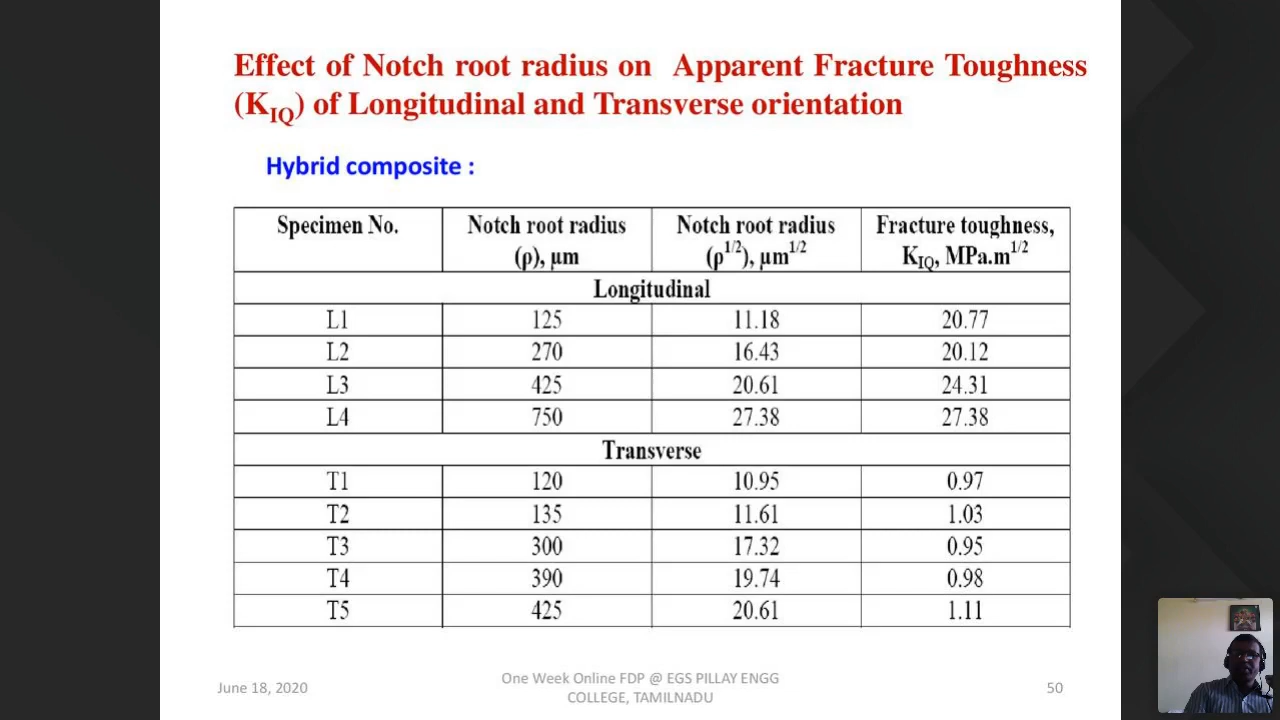 Effect of Notch root radius on Apparent Fracture Toughness
(K_IQ) of Longitudinal and Transverse orientation
Hybrid composite :
Specimen No. Notch root radius (ρ), µm Notch root radius (ρ^1/2), µm^1/2 Fracture toughness, K_IQ, MPa.m^1/2
Longitudinal
L1 125 11.18 20.77
L2 270 16.43 20.12
L3 425 20.61 24.31
L4 750 27.38 27.38
Transverse
T1 120 10.95 0.97
T2 135 11.61 1.03
T3 300 17.32 0.95
T4 390 19.74 0.98
T5 425 20.61 1.11
June 18, 2020
One Week Online FDP @ EGS PILLAY ENGG
COLLEGE, TAMILNADU
50